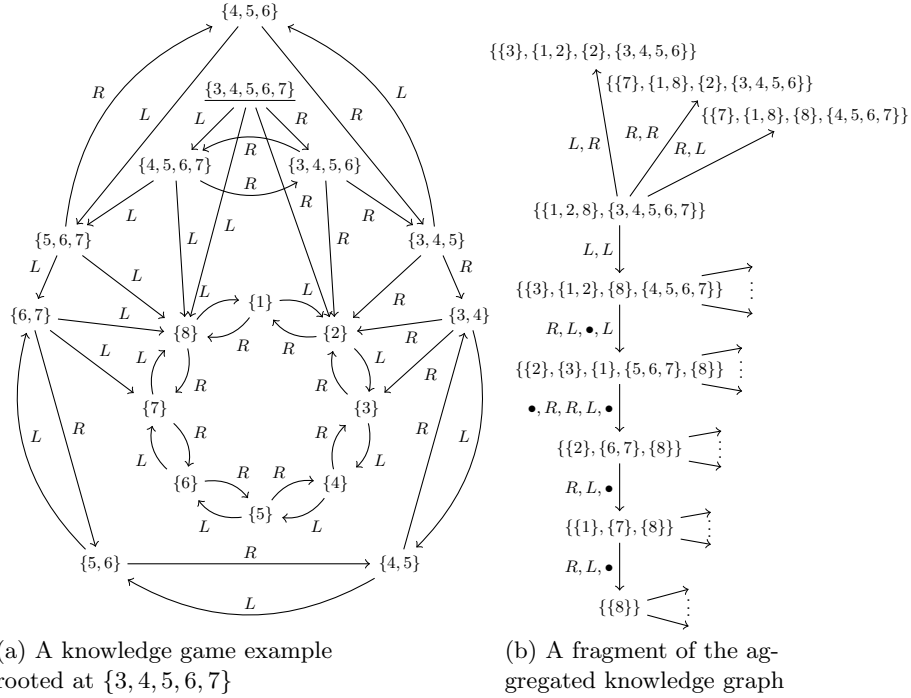 {4, 5, 6}
R
L
{3, 4, 5, 6, 7}
R
L
L
R
R
{4, 5, 6, 7}
{3, 4, 5, 6}
R
L
L
L
R
R
R
{5, 6, 7}
{3, 4, 5}
L
L
R
R
{6, 7}
L
{8}
L
{1}
L
R
R
{2}
{3, 4}
L
L
R
R
L
R
{7}
{3}
L
R
R
L
R
L
R
L
{6}
R
R
{4}
L
L
{5}
L
{5, 6}
R
{4, 5}
L
(a) A knowledge game example
rooted at {3, 4, 5, 6, 7}
{{3}, {1, 2}, {2}, {3, 4, 5, 6}}
{{7}, {1, 8}, {2}, {3, 4, 5, 6}}
{{7}, {1, 8}, {8}, {4, 5, 6, 7}}
L, R
R, R
R, L
{{1, 2, 8}, {3, 4, 5, 6, 7}}
L, L
{{3}, {1, 2}, {8}, {4, 5, 6, 7}}
R, L, •, L
{{2}, {3}, {1}, {5, 6, 7}, {8}}
•, R, R, L, •
{{2}, {6, 7}, {8}}
R, L, •
{{1}, {7}, {8}}
R, L, •
{{8}}
(b) A fragment of the ag-
gregated knowledge graph